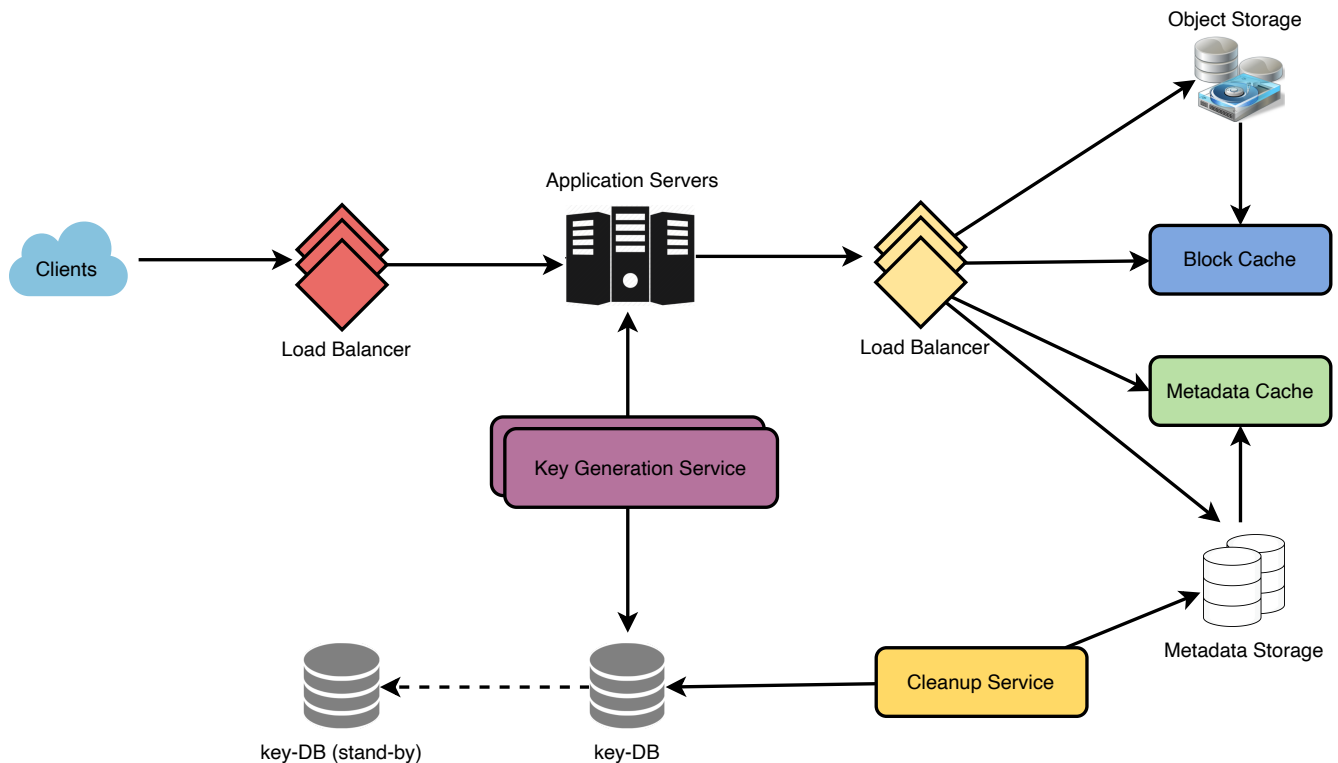 Object Storage
Application Servers
Clients
Block Cache
Load Balancer
Load Balancer
Metadata Cache
Key Generation Service
Metadata Storage
Cleanup Service
key-DB (stand-by)
key-DB